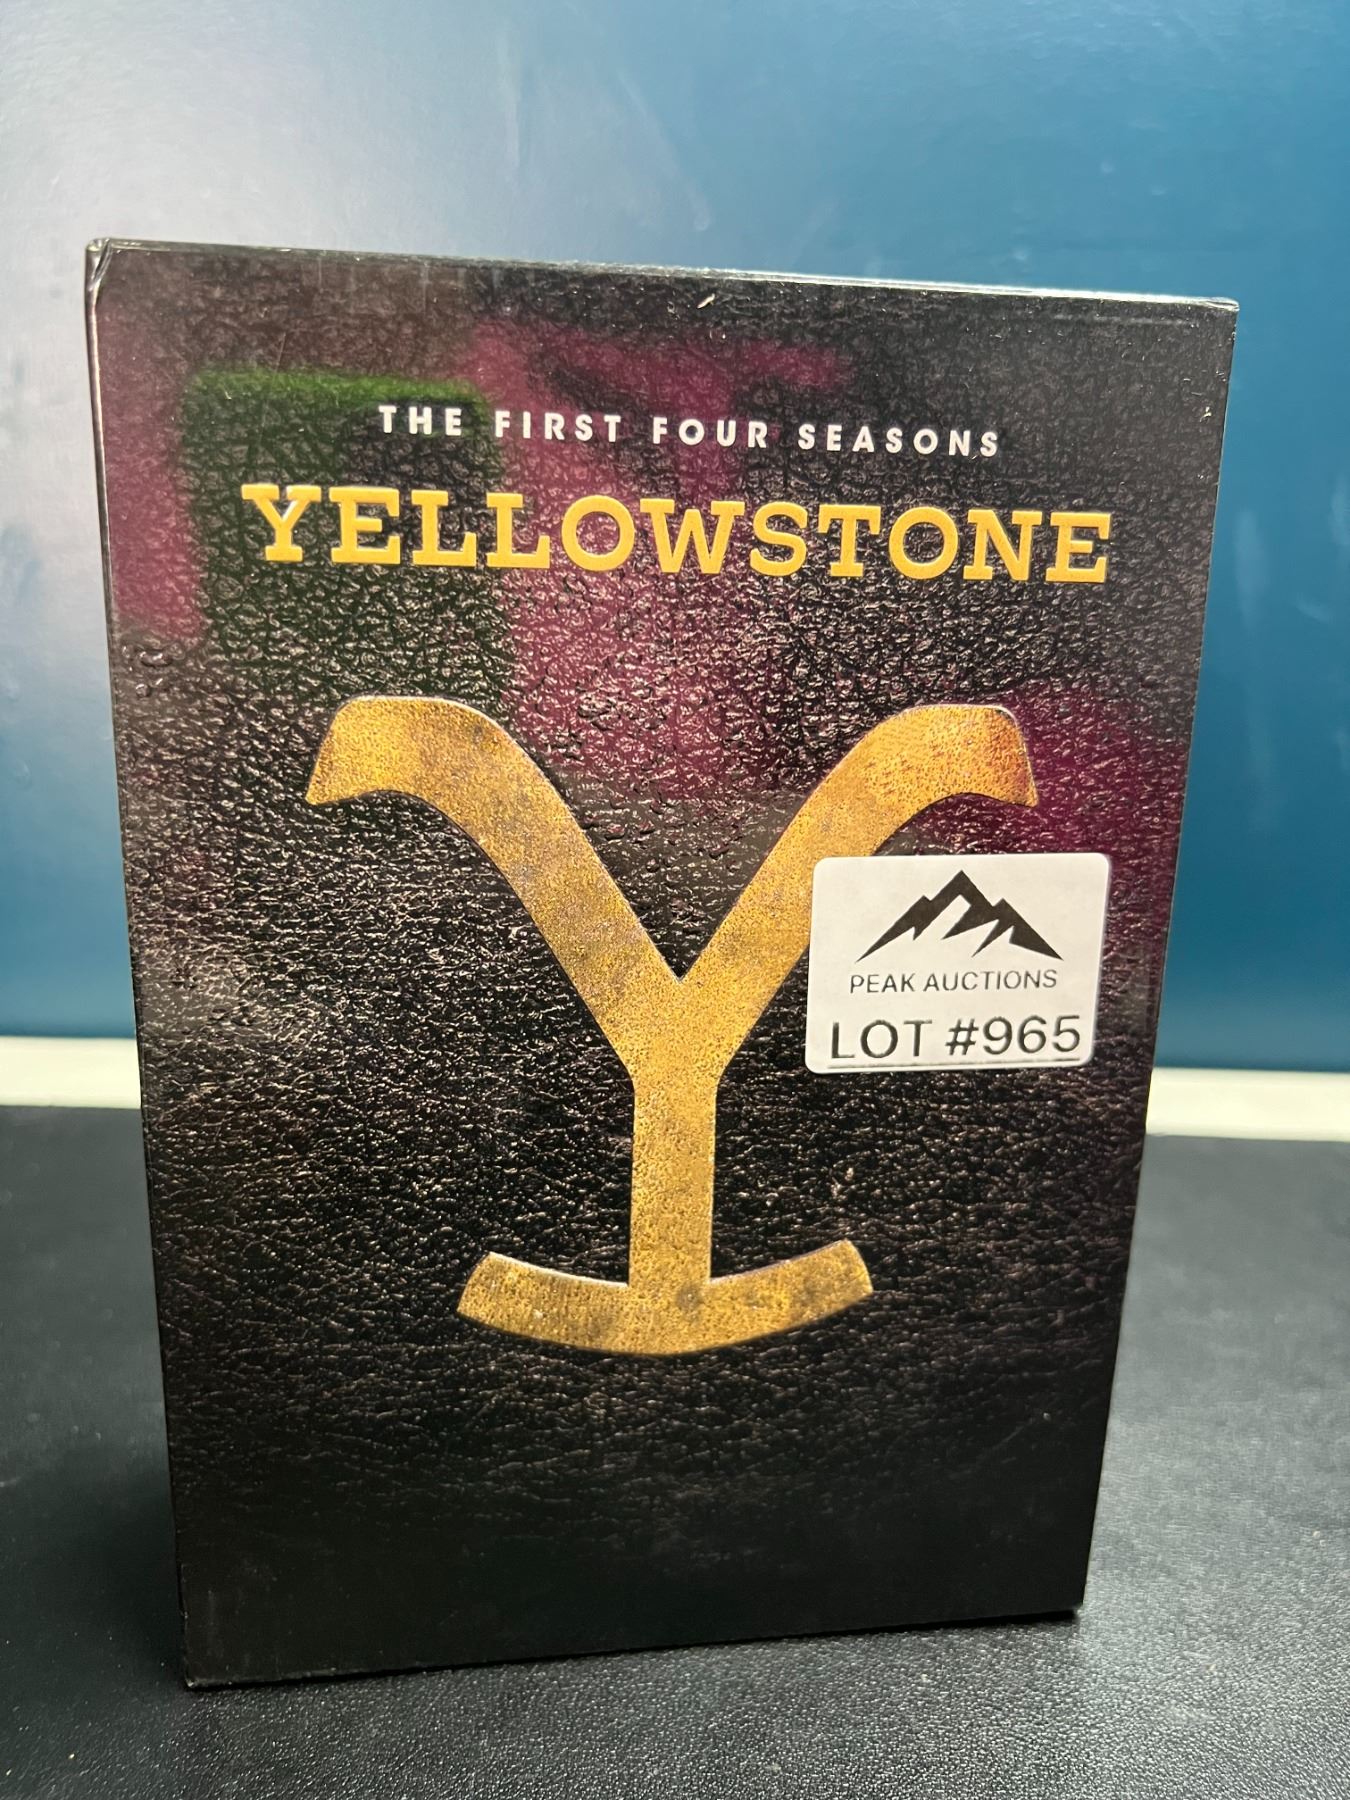 THE FIRST FOUR SEASONS
YELLOWSTONE
Y
PEAK AUCTIONS
LOT #965